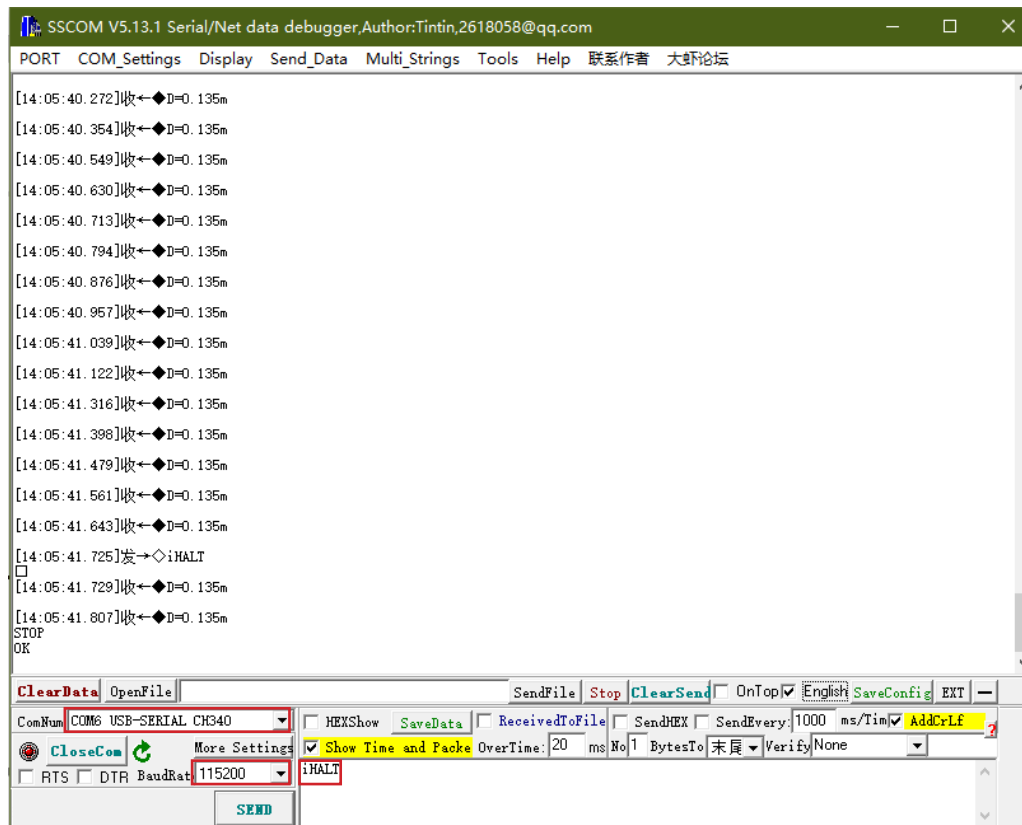 SSCOM V5.13.1 Serial/Net data debugger,Author:Tintin,2618058@qq.com
PORT COM_Settings Display Send_Data Multi_Strings Tools Help 联系作者 大虾论坛
[14:05:40.272]收←◆D=0.135m
[14:05:40.354]收←◆D=0.135m
[14:05:40.549]收←◆D=0.135m
[14:05:40.630]收←◆D=0.135m
[14:05:40.713]收←◆D=0.135m
[14:05:40.794]收←◆D=0.135m
[14:05:40.876]收←◆D=0.135m
[14:05:40.957]收←◆D=0.135m
[14:05:41.039]收←◆D=0.135m
[14:05:41.122]收←◆D=0.135m
[14:05:41.316]收←◆D=0.135m
[14:05:41.398]收←◆D=0.135m
[14:05:41.479]收←◆D=0.135m
[14:05:41.561]收←◆D=0.135m
[14:05:41.643]收←◆D=0.135m
[14:05:41.725]发→◇iHALT
□
[14:05:41.729]收←◆D=0.135m
[14:05:41.807]收←◆D=0.135m
STOP
OK
ClearData OpenFile SendFile Stop ClearSend OnTop English SaveConfig EXT —
ComNum COM6 USB-SERIAL CH340 HEXShow SaveData ReceivedToFile SendHEX SendEvery: 1000 ms/Tim AddCrLf
CloseCom More Settings Show Time and Packe OverTime: 20 ms No 1 BytesTo 末尾 Verify None ?
RTS DTR BaudRat 115200 iHALT
SEND